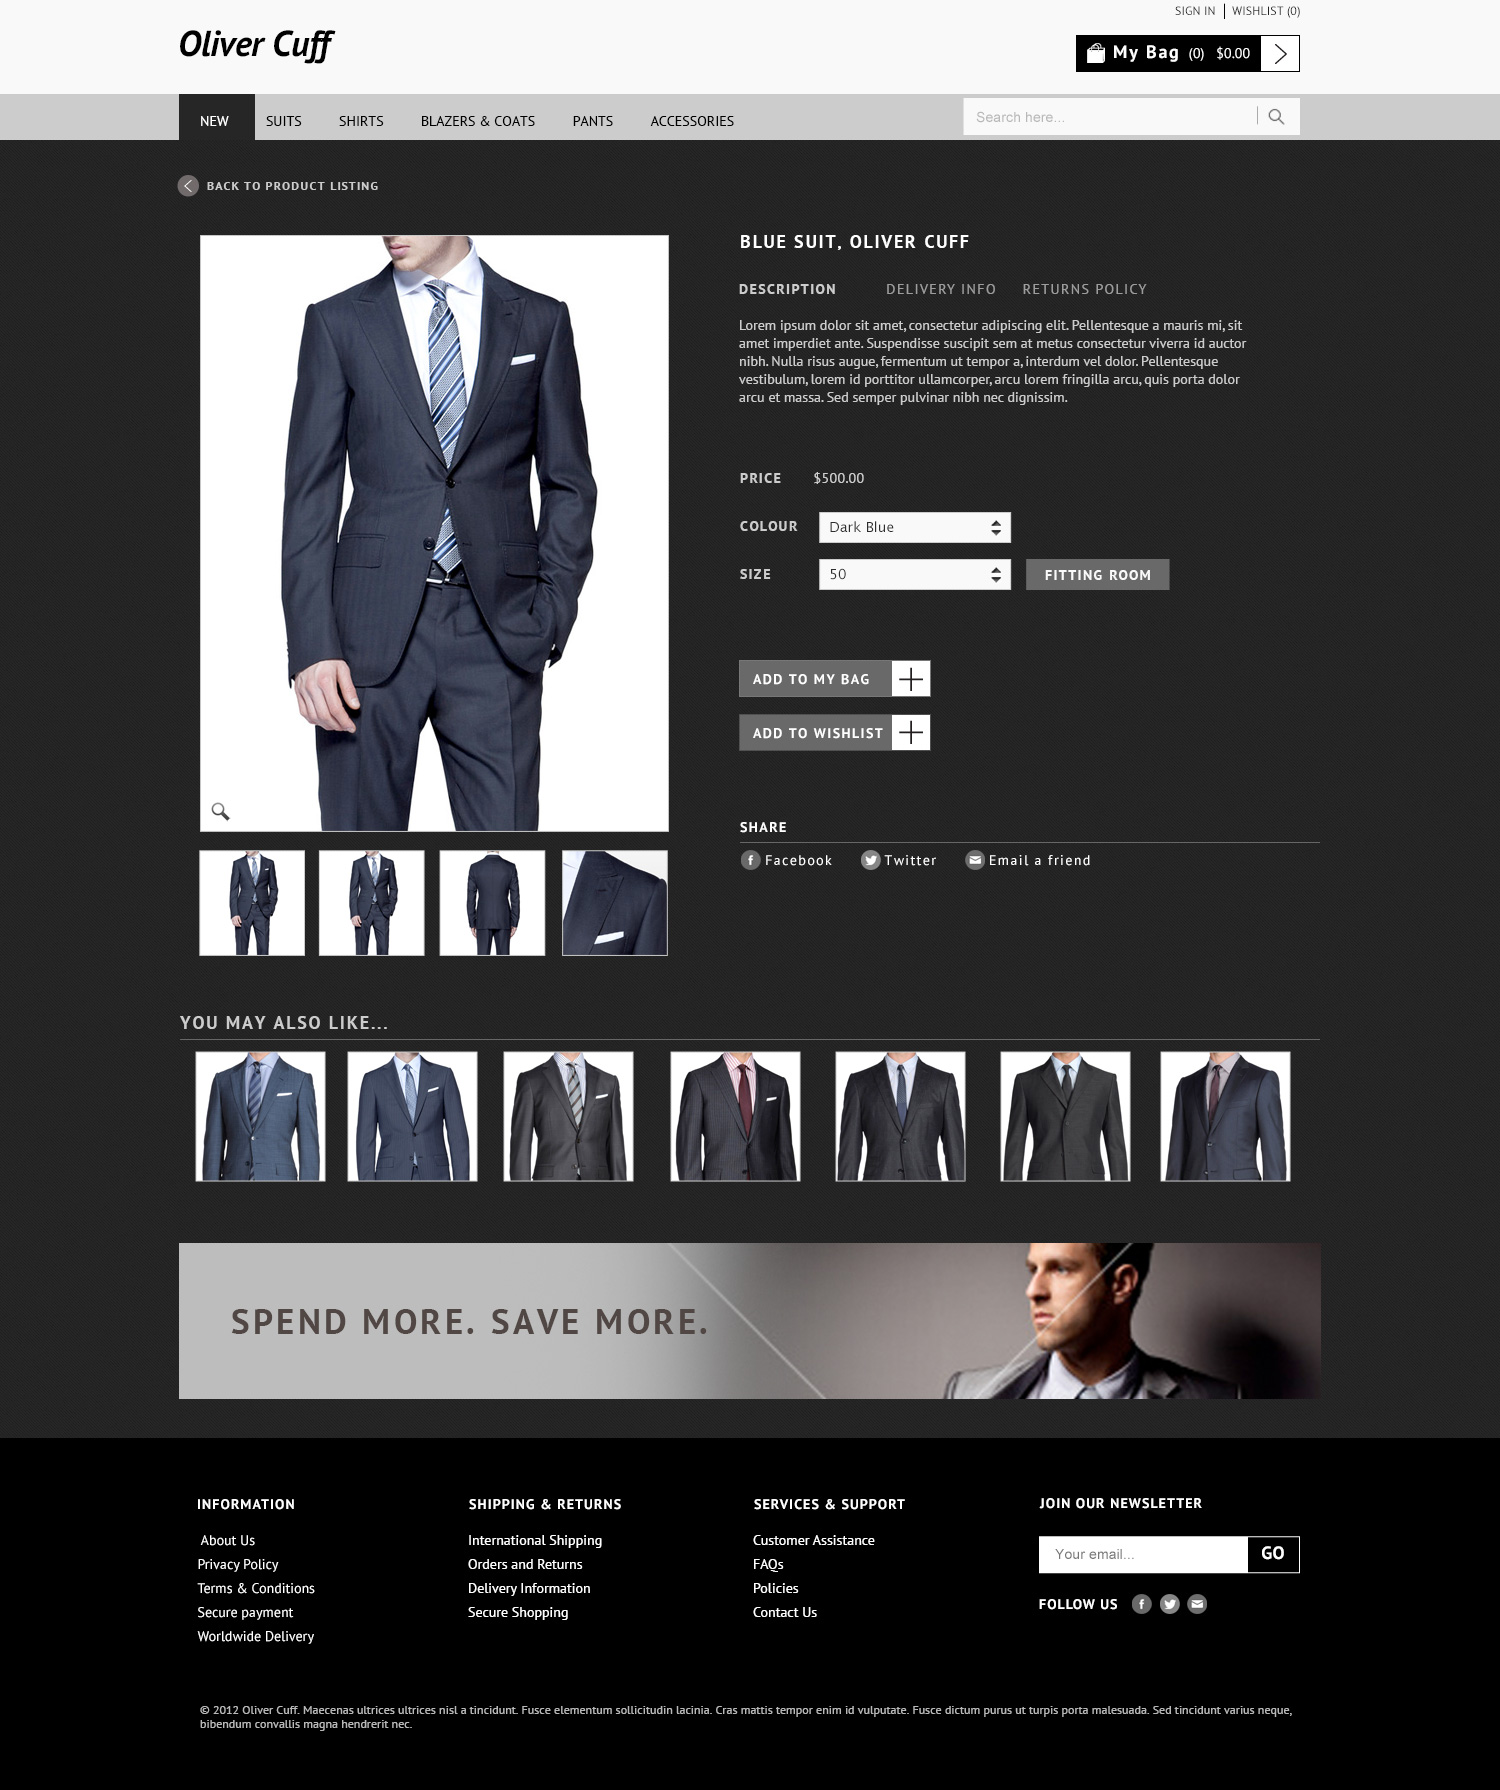 SIGN IN | WISHLIST (0)
Oliver Cuff
My Bag (0) $0.00
NEW SUITS SHIRTS BLAZERS & COATS PANTS ACCESSORIES
Search here...
BACK TO PRODUCT LISTING
BLUE SUIT, OLIVER CUFF
DESCRIPTION DELIVERY INFO RETURNS POLICY
Lorem ipsum dolor sit amet, consectetur adipiscing elit. Pellentesque a mauris mi, sit
amet imperdiet ante. Suspendisse suscipit sem at metus consectetur viverra id auctor
nibh. Nulla risus augue, fermentum ut tempor a, interdum vel dolor. Pellentesque
vestibulum, lorem id porttitor ullamcorper, arcu lorem fringilla arcu, quis porta dolor
arcu et massa. Sed semper pulvinar nibh nec dignissim.
PRICE $500.00
COLOUR Dark Blue
SIZE 50 FITTING ROOM
ADD TO MY BAG
ADD TO WISHLIST
SHARE
Facebook Twitter Email a friend
YOU MAY ALSO LIKE...
SPEND MORE. SAVE MORE.
INFORMATION
About Us
Privacy Policy
Terms & Conditions
Secure payment
Worldwide Delivery
SHIPPING & RETURNS
International Shipping
Orders and Returns
Delivery Information
Secure Shopping
SERVICES & SUPPORT
Customer Assistance
FAQs
Policies
Contact Us
JOIN OUR NEWSLETTER
Your email... GO
FOLLOW US
© 2012 Oliver Cuff. Maecenas ultrices ultrices nisl a tincidunt. Fusce elementum sollicitudin lacinia. Cras mattis tempor enim id vulputate. Fusce dictum purus ut turpis porta malesuada. Sed tincidunt varius neque,
bibendum convallis magna hendrerit nec.